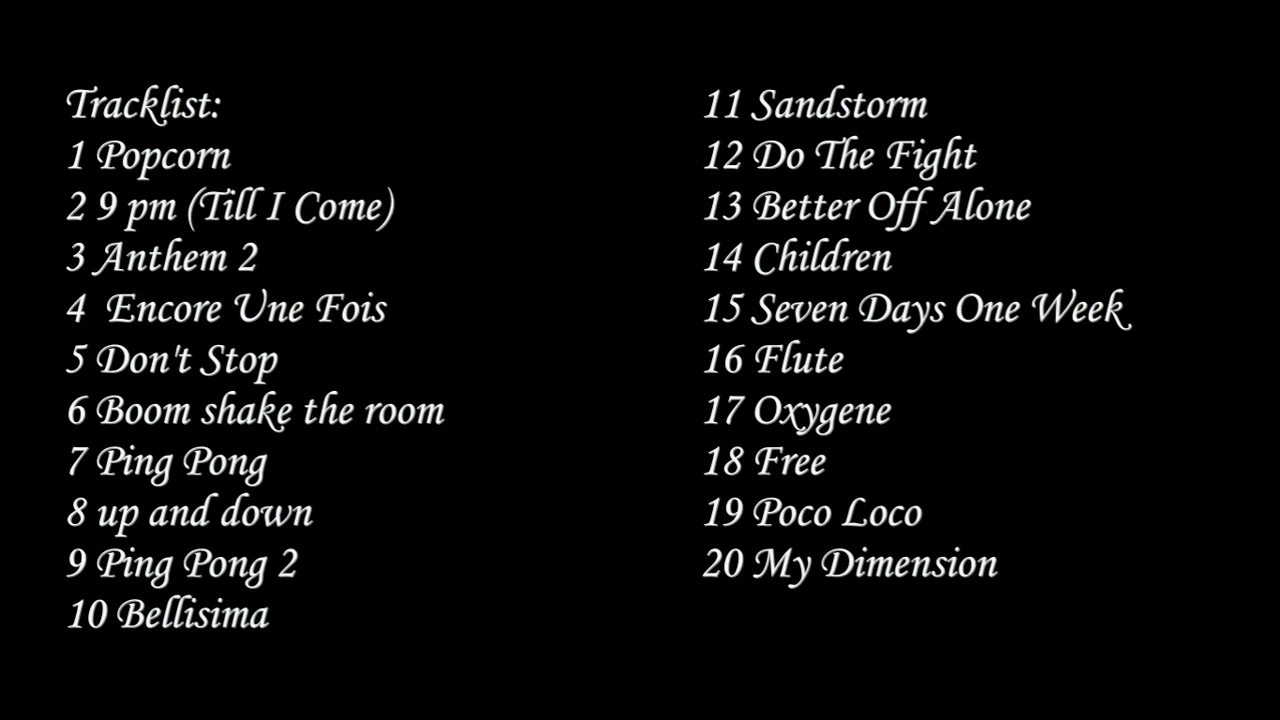 Tracklist:
1 Popcorn
2 9 pm (Till I Come)
3 Anthem 2
4  Encore Une Fois
5 Don't Stop
6 Boom shake the room
7 Ping Pong
8 up and down
9 Ping Pong 2
10 Bellisima
11 Sandstorm
12 Do The Fight
13 Better Off Alone
14 Children
15 Seven Days One Week
16 Flute
17 Oxygene
18 Free
19 Poco Loco
20 My Dimension